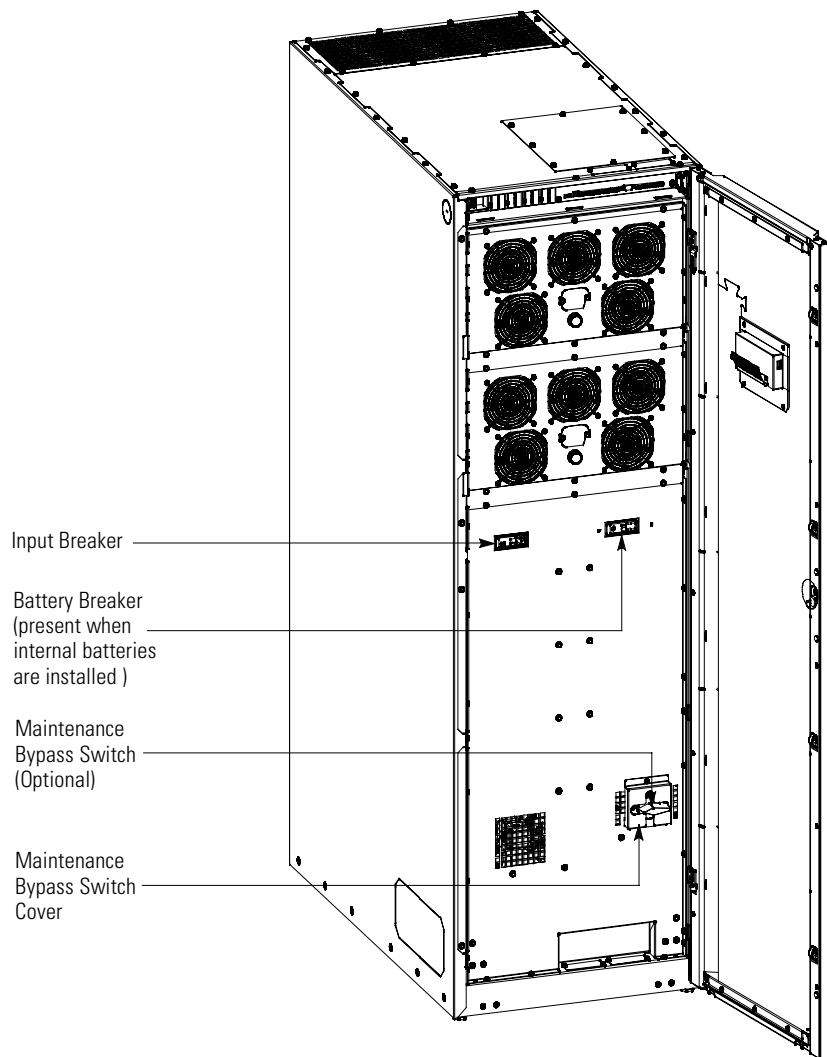 Input Breaker
Battery Breaker
(present when
internal batteries
are installed )
Maintenance
Bypass Switch
(Optional)
Maintenance
Bypass Switch
Cover